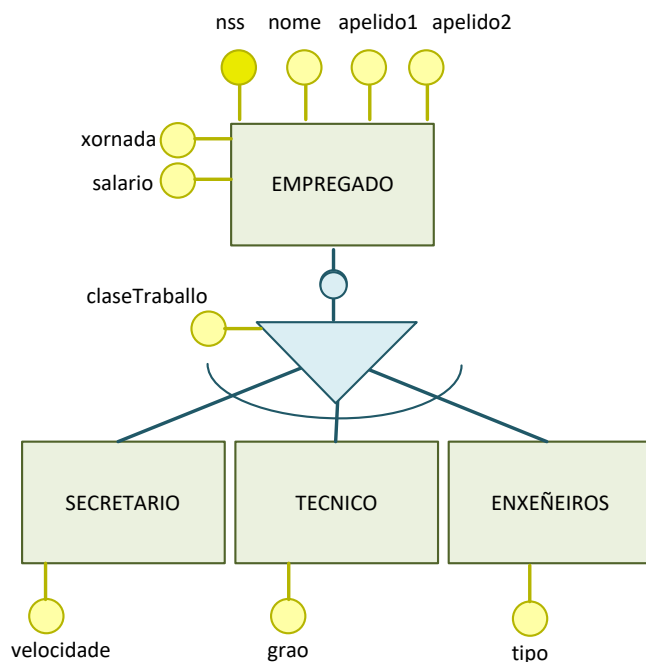 nss nome apelido1 apelido2
xornada
salario
EMPREGADO
claseTraballo
SECRETARIO TECNICO ENXEÑEIROS
velocidade grao tipo